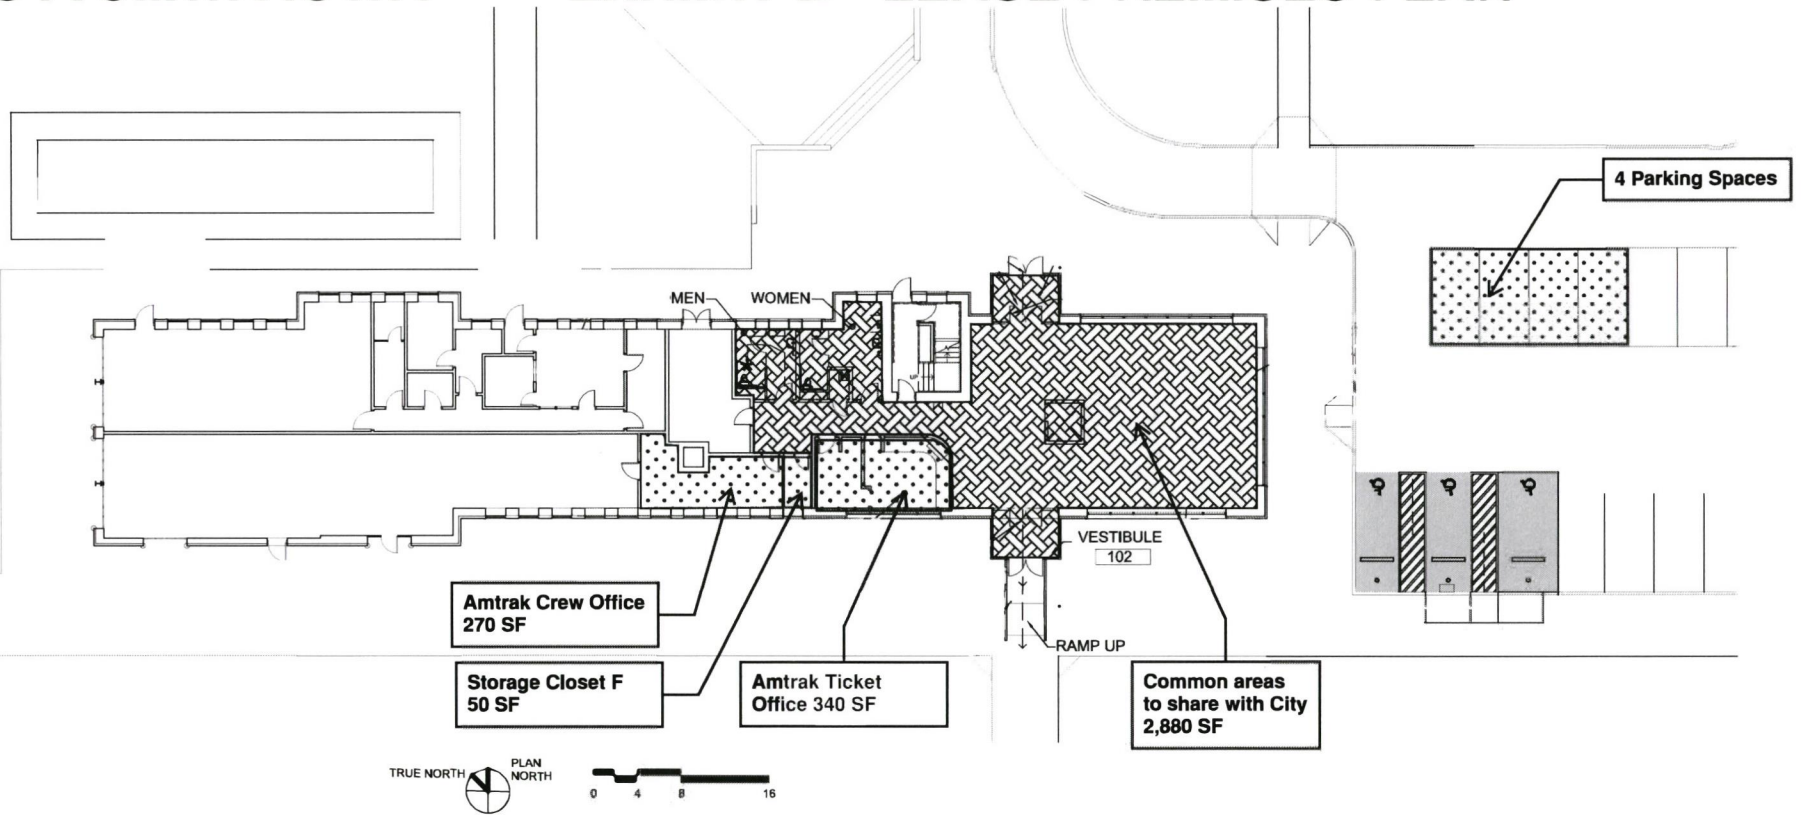 4 Parking Spaces
MEN
WOMEN
UP
VESTIBULE
102
RAMP UP
Amtrak Crew Office
270 SF
Storage Closet F
50 SF
Amtrak Ticket
Office 340 SF
Common areas
to share with City
2,880 SF
TRUE NORTH
PLAN
NORTH
0 4 8 16